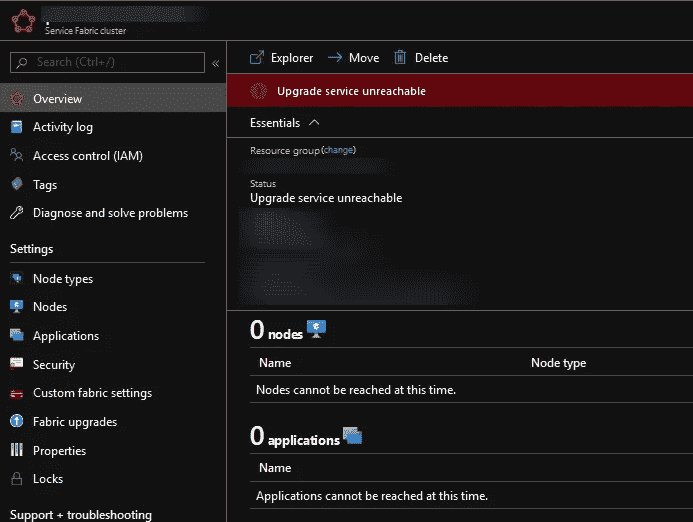 Service Fabric cluster
Search (Ctrl+/)
«
Overview
Activity log
Access control (IAM)
Tags
Diagnose and solve problems
Settings
Node types
Nodes
Applications
Security
Custom fabric settings
Fabric upgrades
Properties
Locks
Support + troubleshooting
Explorer
Move
Delete
Upgrade service unreachable
Essentials
Resource group (change)
Status
Upgrade service unreachable
0 nodes
Name Node type
Nodes cannot be reached at this time.
0 applications
Name
Applications cannot be reached at this time.